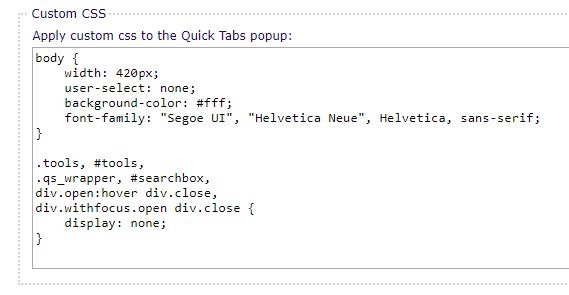 Custom CSS
Apply custom css to the Quick Tabs popup:
body {
    width: 420px;
    user-select: none;
    background-color: #fff;
    font-family: "Segoe UI", "Helvetica Neue", Helvetica, sans-serif;
}
.tools, #tools,
.qs_wrapper, #searchbox,
div.open:hover div.close,
div.withfocus.open div.close {
    display: none;
}